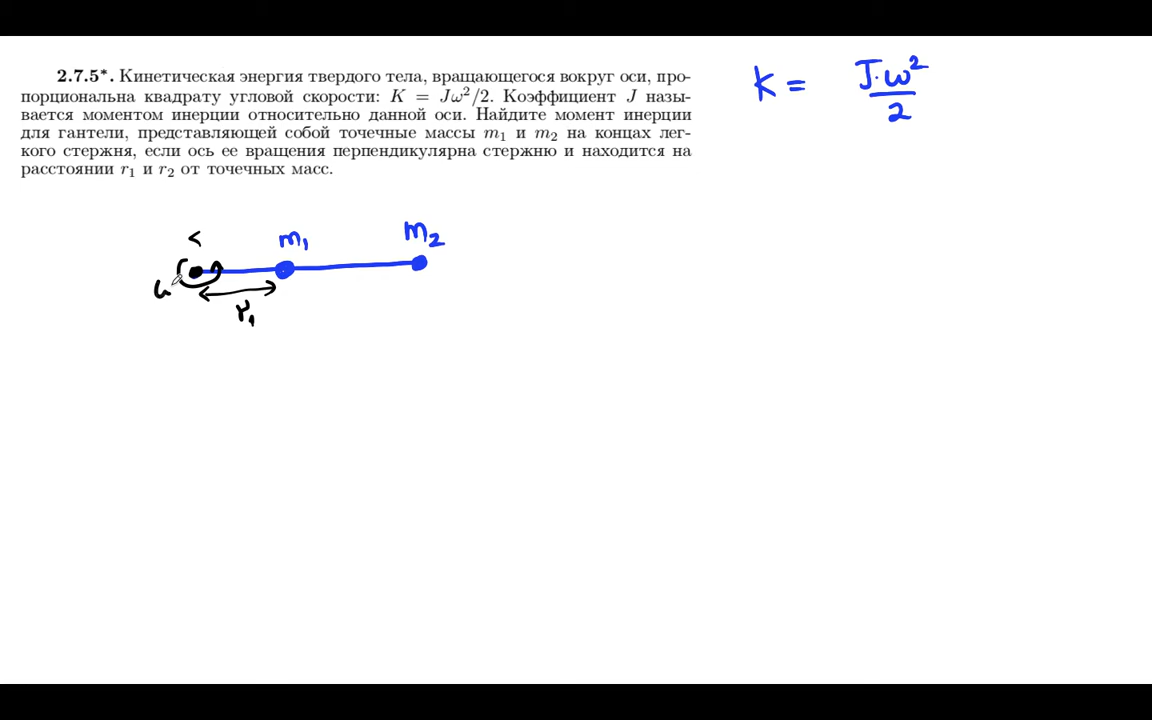 2.7.5*. Кинетическая энергия твердого тела, вращающегося вокруг оси, про-
порциональна квадрату угловой скорости: K = Jω²/2. Коэффициент J назы-
вается моментом инерции относительно данной оси. Найдите момент инерции
для гантели, представляющей собой точечные массы m₁ и m₂ на концах лег-
кого стержня, если ось ее вращения перпендикулярна стержню и находится на
расстоянии r₁ и r₂ от точечных масс.
K = J·ω²/2
m₁ m₂
r₁